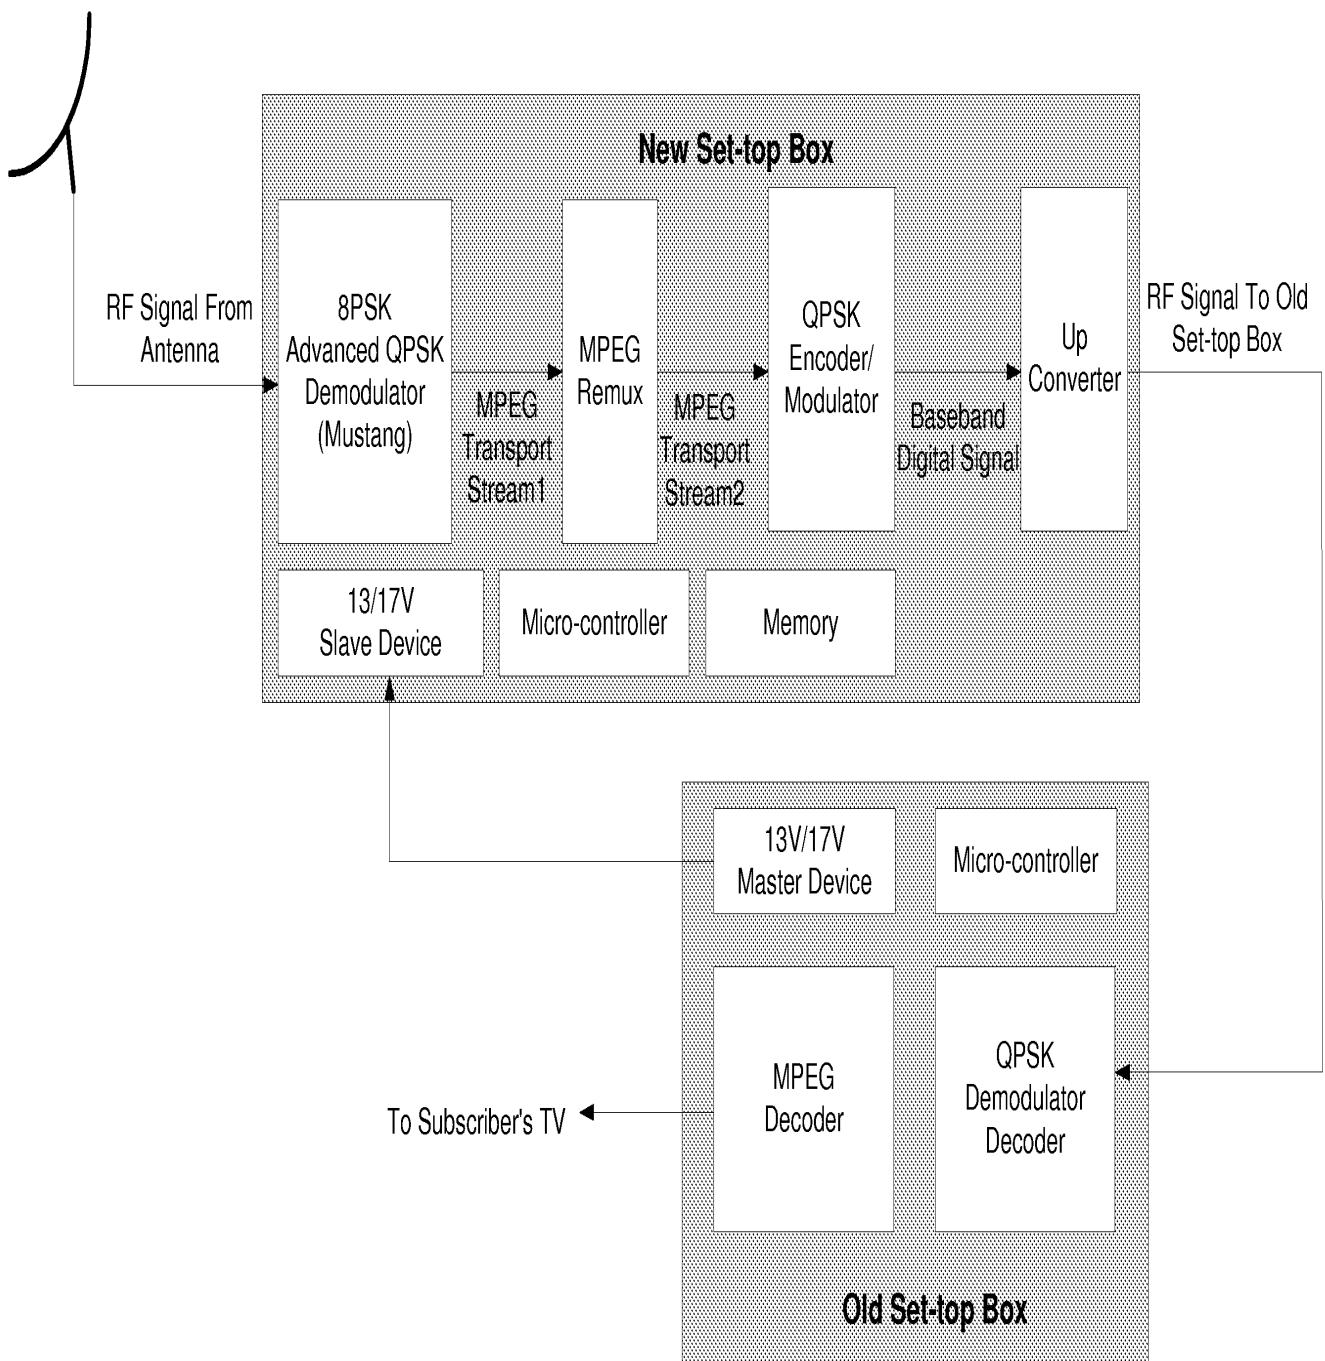 New Set-top Box
RF Signal From
Antenna
8PSK
Advanced QPSK
Demodulator
(Mustang)
MPEG
Transport
Stream1
MPEG
Remux
MPEG
Transport
Stream2
QPSK
Encoder/
Modulator
Baseband
Digital Signal
Up
Converter
RF Signal To Old
Set-top Box
13/17V
Slave Device
Micro-controller
Memory
13V/17V
Master Device
Micro-controller
MPEG
Decoder
QPSK
Demodulator
Decoder
To Subscriber's TV
Old Set-top Box